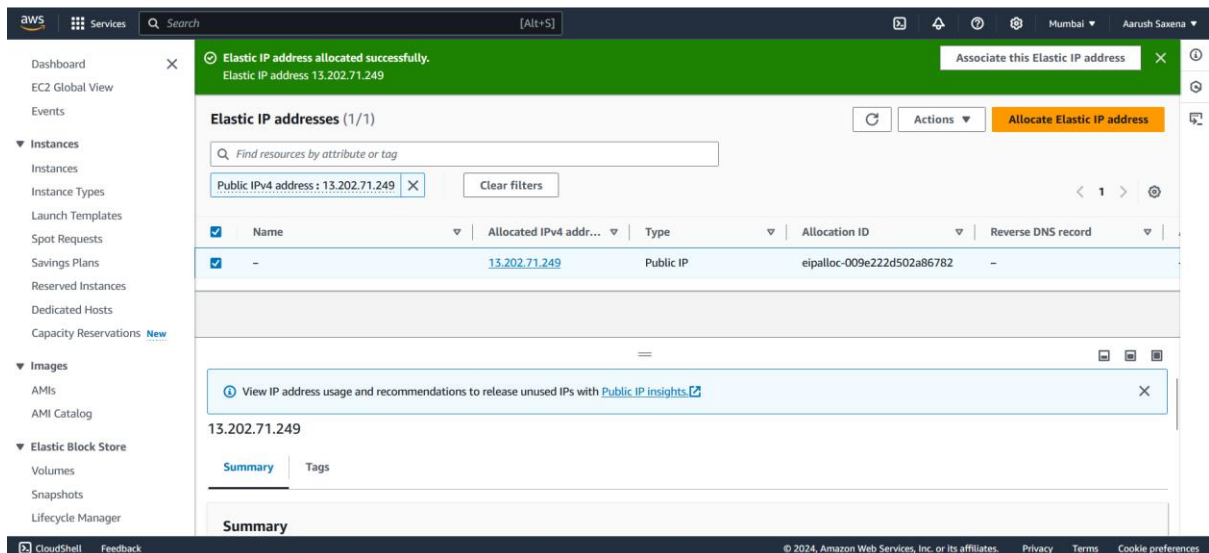 aws Services Search [Alt+S] Mumbai ▼ Aarush Saxena ▼
Dashboard
EC2 Global View
Events
▼ Instances
Instances
Instance Types
Launch Templates
Spot Requests
Savings Plans
Reserved Instances
Dedicated Hosts
Capacity Reservations New
▼ Images
AMIs
AMI Catalog
▼ Elastic Block Store
Volumes
Snapshots
Lifecycle Manager
Elastic IP address allocated successfully.
Elastic IP address 13.202.71.249
Associate this Elastic IP address
Elastic IP addresses (1/1)
Actions ▼
Allocate Elastic IP address
Find resources by attribute or tag
Public IPv4 address : 13.202.71.249
Clear filters
1
Name Allocated IPv4 addr... Type Allocation ID Reverse DNS record
– 13.202.71.249 Public IP eipalloc-009e222d502a86782 –
View IP address usage and recommendations to release unused IPs with Public IP insights.
13.202.71.249
Summary Tags
Summary
CloudShell Feedback © 2024, Amazon Web Services, Inc. or its affiliates. Privacy Terms Cookie preferences